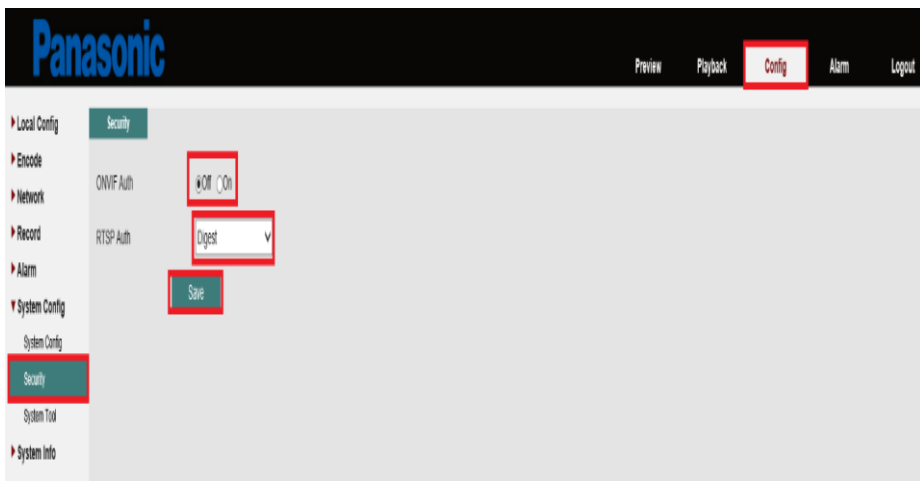 Panasonic
Preview Playback Config Alarm Logout
Local Config
Encode
Network
Record
Alarm
System Config
System Config
Security
System Tool
System Info
Security
ONVIF Auth Off On
RTSP Auth Digest
Save